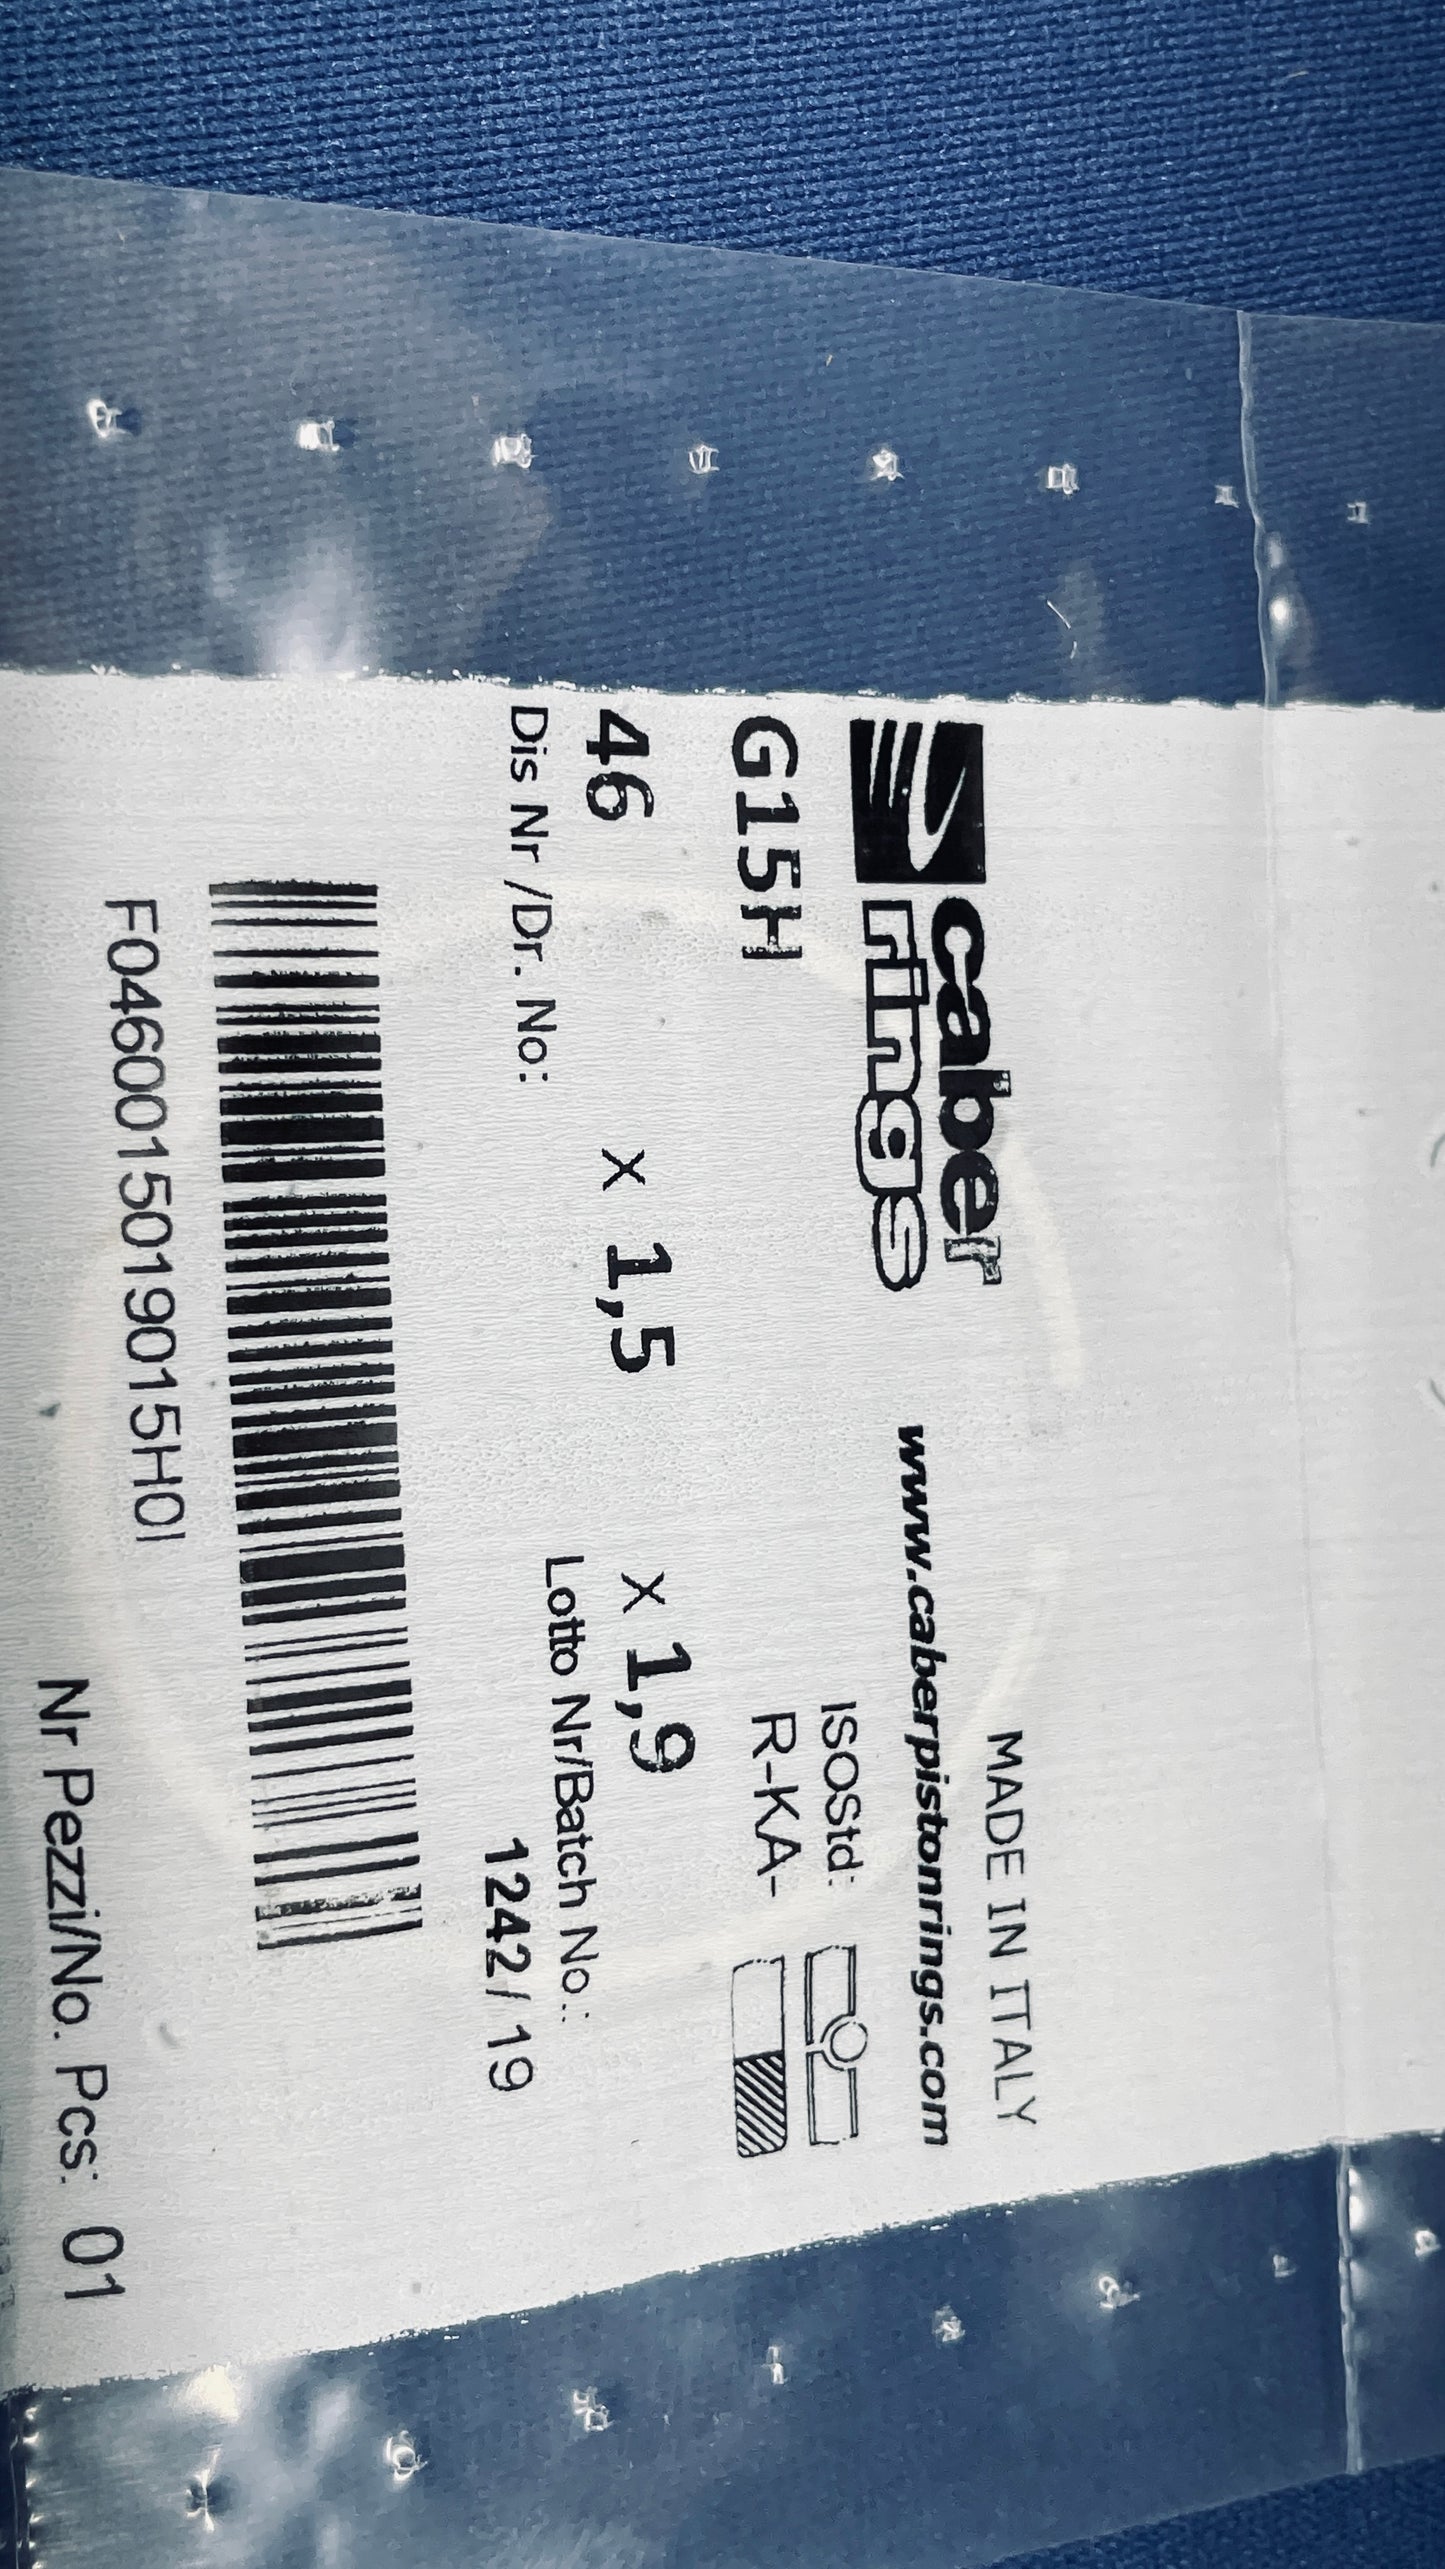 caber
rings
MADE IN ITALY
www.caberpistonrings.com
G15H
ISOStd:
R-KA-
46 x 1,5 x 1,9
Dis Nr /Dr. No:
Lotto Nr/Batch No.:
1242/19
F0460015019015H0I
Nr Pezzi/No. Pcs: 01